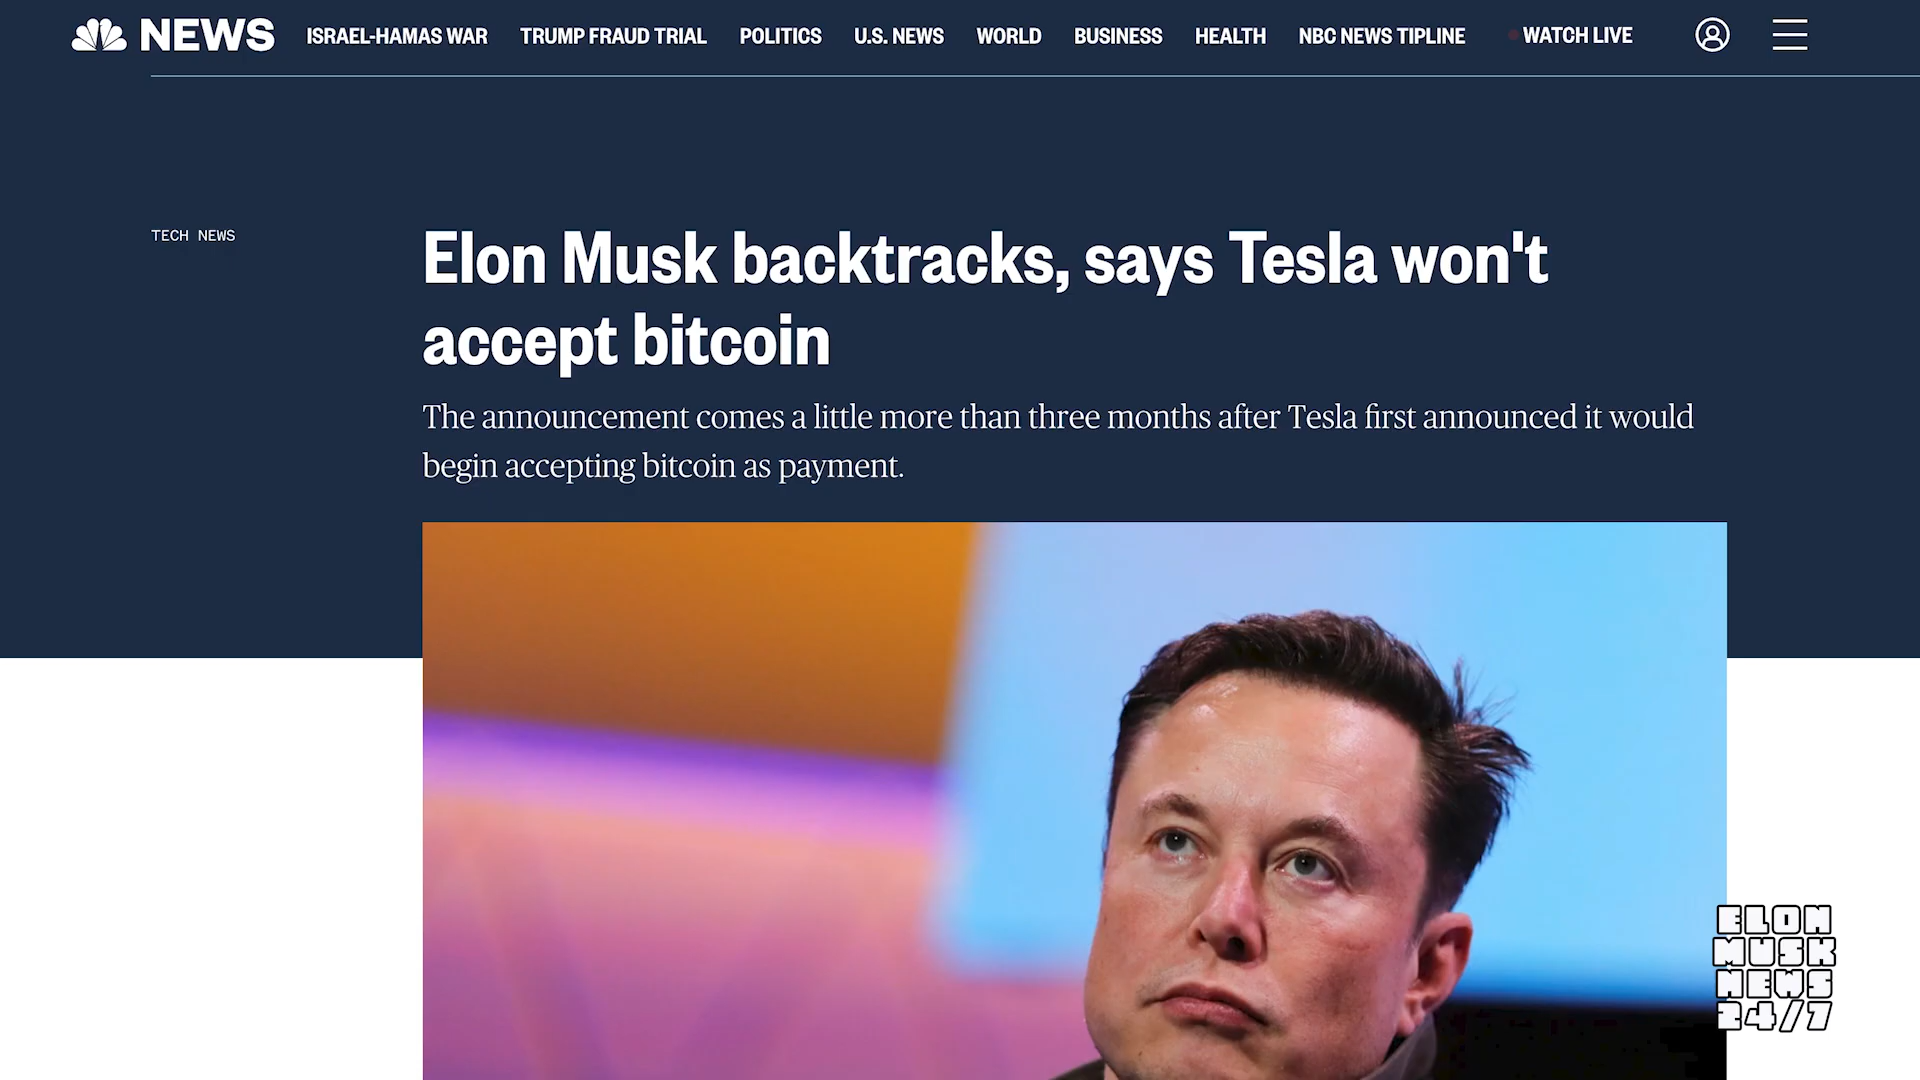 NEWS
ISRAEL-HAMAS WAR
TRUMP FRAUD TRIAL
POLITICS
U.S. NEWS
WORLD
BUSINESS
HEALTH
NBC NEWS TIPLINE
WATCH LIVE
TECH NEWS
Elon Musk backtracks, says Tesla won't
accept bitcoin
The announcement comes a little more than three months after Tesla first announced it would
begin accepting bitcoin as payment.
ELON
MUSK
NEWS
24/7